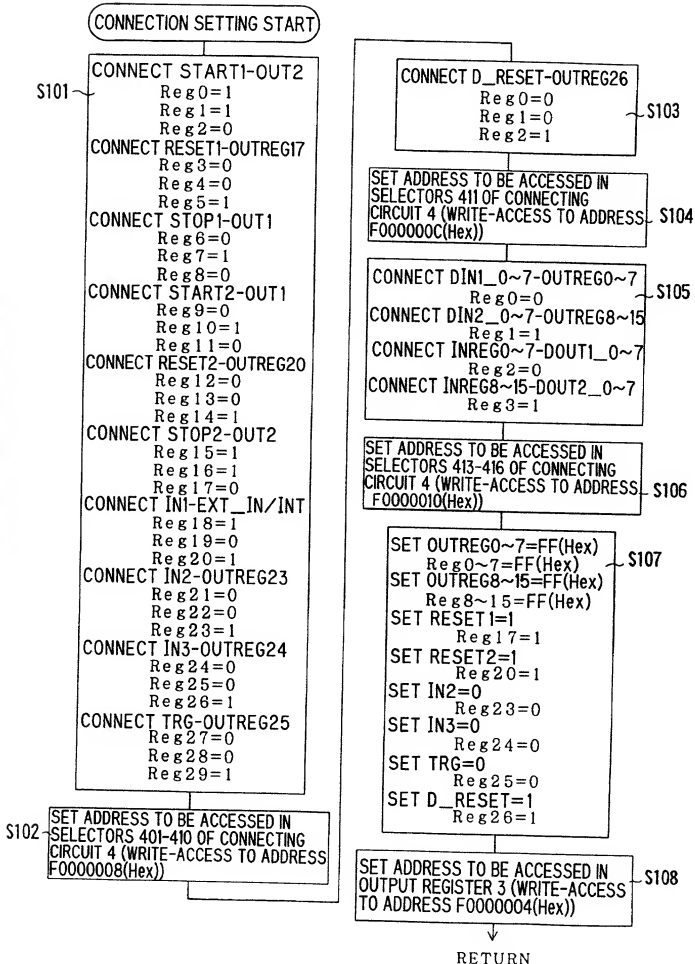 CONNECTION SETTING START
S101
CONNECT START1-OUT2
Reg0=1
Reg1=1
Reg2=0
CONNECT RESET1-OUTREG17
Reg3=0
Reg4=0
Reg5=1
CONNECT STOP1-OUT1
Reg6=0
Reg7=1
Reg8=0
CONNECT START2-OUT1
Reg9=0
Reg10=1
Reg11=0
CONNECT RESET2-OUTREG20
Reg12=0
Reg13=0
Reg14=1
CONNECT STOP2-OUT2
Reg15=1
Reg16=1
Reg17=0
CONNECT IN1-EXT_IN/INT
Reg18=1
Reg19=0
Reg20=1
CONNECT IN2-OUTREG23
Reg21=0
Reg22=0
Reg23=1
CONNECT IN3-OUTREG24
Reg24=0
Reg25=0
Reg26=1
CONNECT TRG-OUTREG25
Reg27=0
Reg28=0
Reg29=1
S102
SET ADDRESS TO BE ACCESSED IN
SELECTORS 401-410 OF CONNECTING
CIRCUIT 4 (WRITE-ACCESS TO ADDRESS
F0000008(Hex))
CONNECT D_RESET-OUTREG26
Reg0=0
Reg1=0
Reg2=1
S103
SET ADDRESS TO BE ACCESSED IN
SELECTORS 411 OF CONNECTING
CIRCUIT 4 (WRITE-ACCESS TO ADDRESS
F000000C(Hex))
S104
CONNECT DIN1_0~7-OUTREG0~7
Reg0=0
CONNECT DIN2_0~7-OUTREG8~15
Reg1=1
CONNECT INREG0~7-DOUT1_0~7
Reg2=0
CONNECT INREG8~15-DOUT2_0~7
Reg3=1
S105
SET ADDRESS TO BE ACCESSED IN
SELECTORS 413-416 OF CONNECTING
CIRCUIT 4 (WRITE-ACCESS TO ADDRESS
F0000010(Hex))
S106
SET OUTREG0~7=FF(Hex)
Reg0~7=FF(Hex)
SET OUTREG8~15=FF(Hex)
Reg8~15=FF(Hex)
SET RESET1=1
Reg17=1
SET RESET2=1
Reg20=1
SET IN2=0
Reg23=0
SET IN3=0
Reg24=0
SET TRG=0
Reg25=0
SET D_RESET=1
Reg26=1
S107
SET ADDRESS TO BE ACCESSED IN
OUTPUT REGISTER 3 (WRITE-ACCESS
TO ADDRESS F0000004(Hex))
S108
RETURN